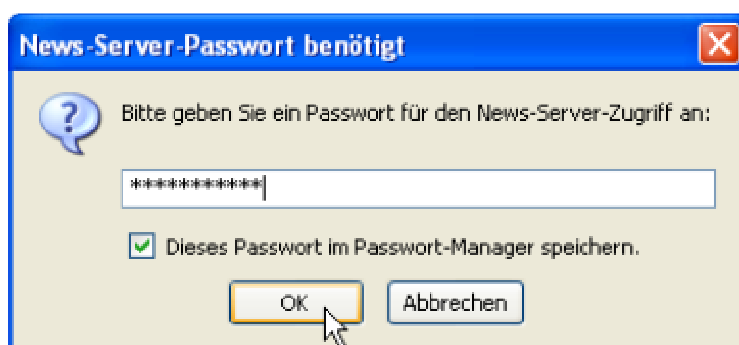 News-Server-Passwort benötigt
Bitte geben Sie ein Passwort für den News-Server-Zugriff an:
***********
Dieses Passwort im Passwort-Manager speichern.
OK Abbrechen